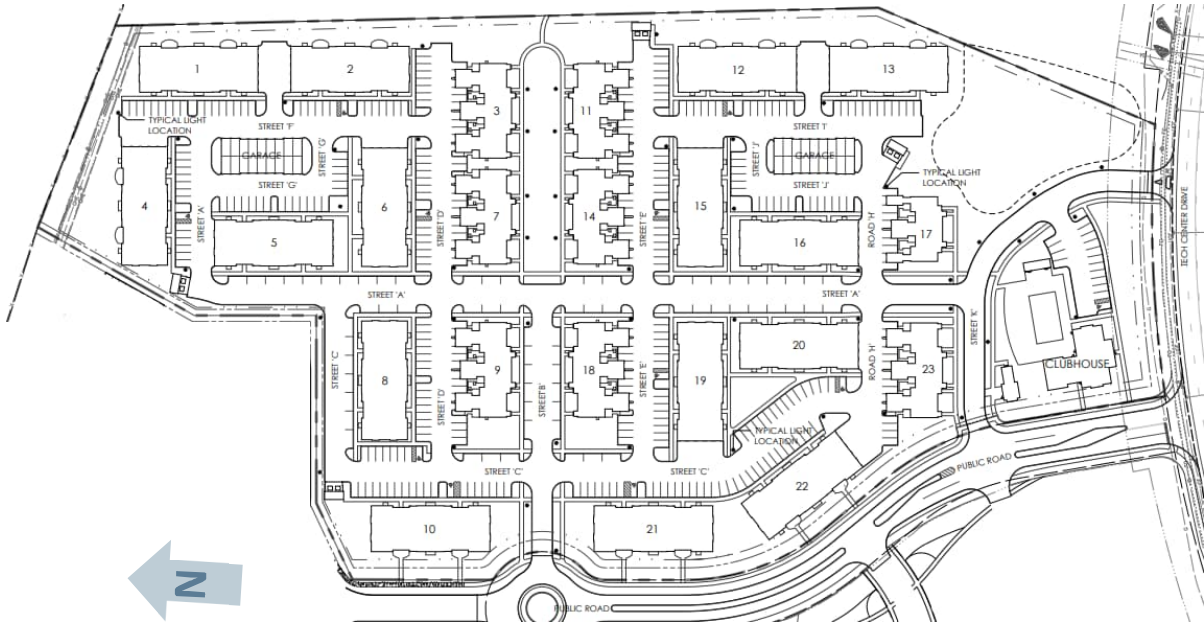 1
2
12
13
3
11
TYPICAL LIGHT
LOCATION
STREET 'F'
STREET 'I'
STREET 'G'
STREET 'J'
GARAGE
GARAGE
TYPICAL LIGHT
LOCATION
STREET 'G'
STREET 'J'
4
STREET 'A'
5
6
STREET 'D'
7
14
STREET 'E'
15
16
ROAD 'H'
17
TECH CENTER DRIVE
STREET 'A'
STREET 'A'
STREET 'K'
STREET 'C'
8
STREET 'D'
9
STREET 'B'
18
STREET 'E'
19
20
ROAD 'H'
23
CLUBHOUSE
TYPICAL LIGHT
LOCATION
STREET 'C'
STREET 'C'
PUBLIC ROAD
22
10
21
N
PUBLIC ROAD